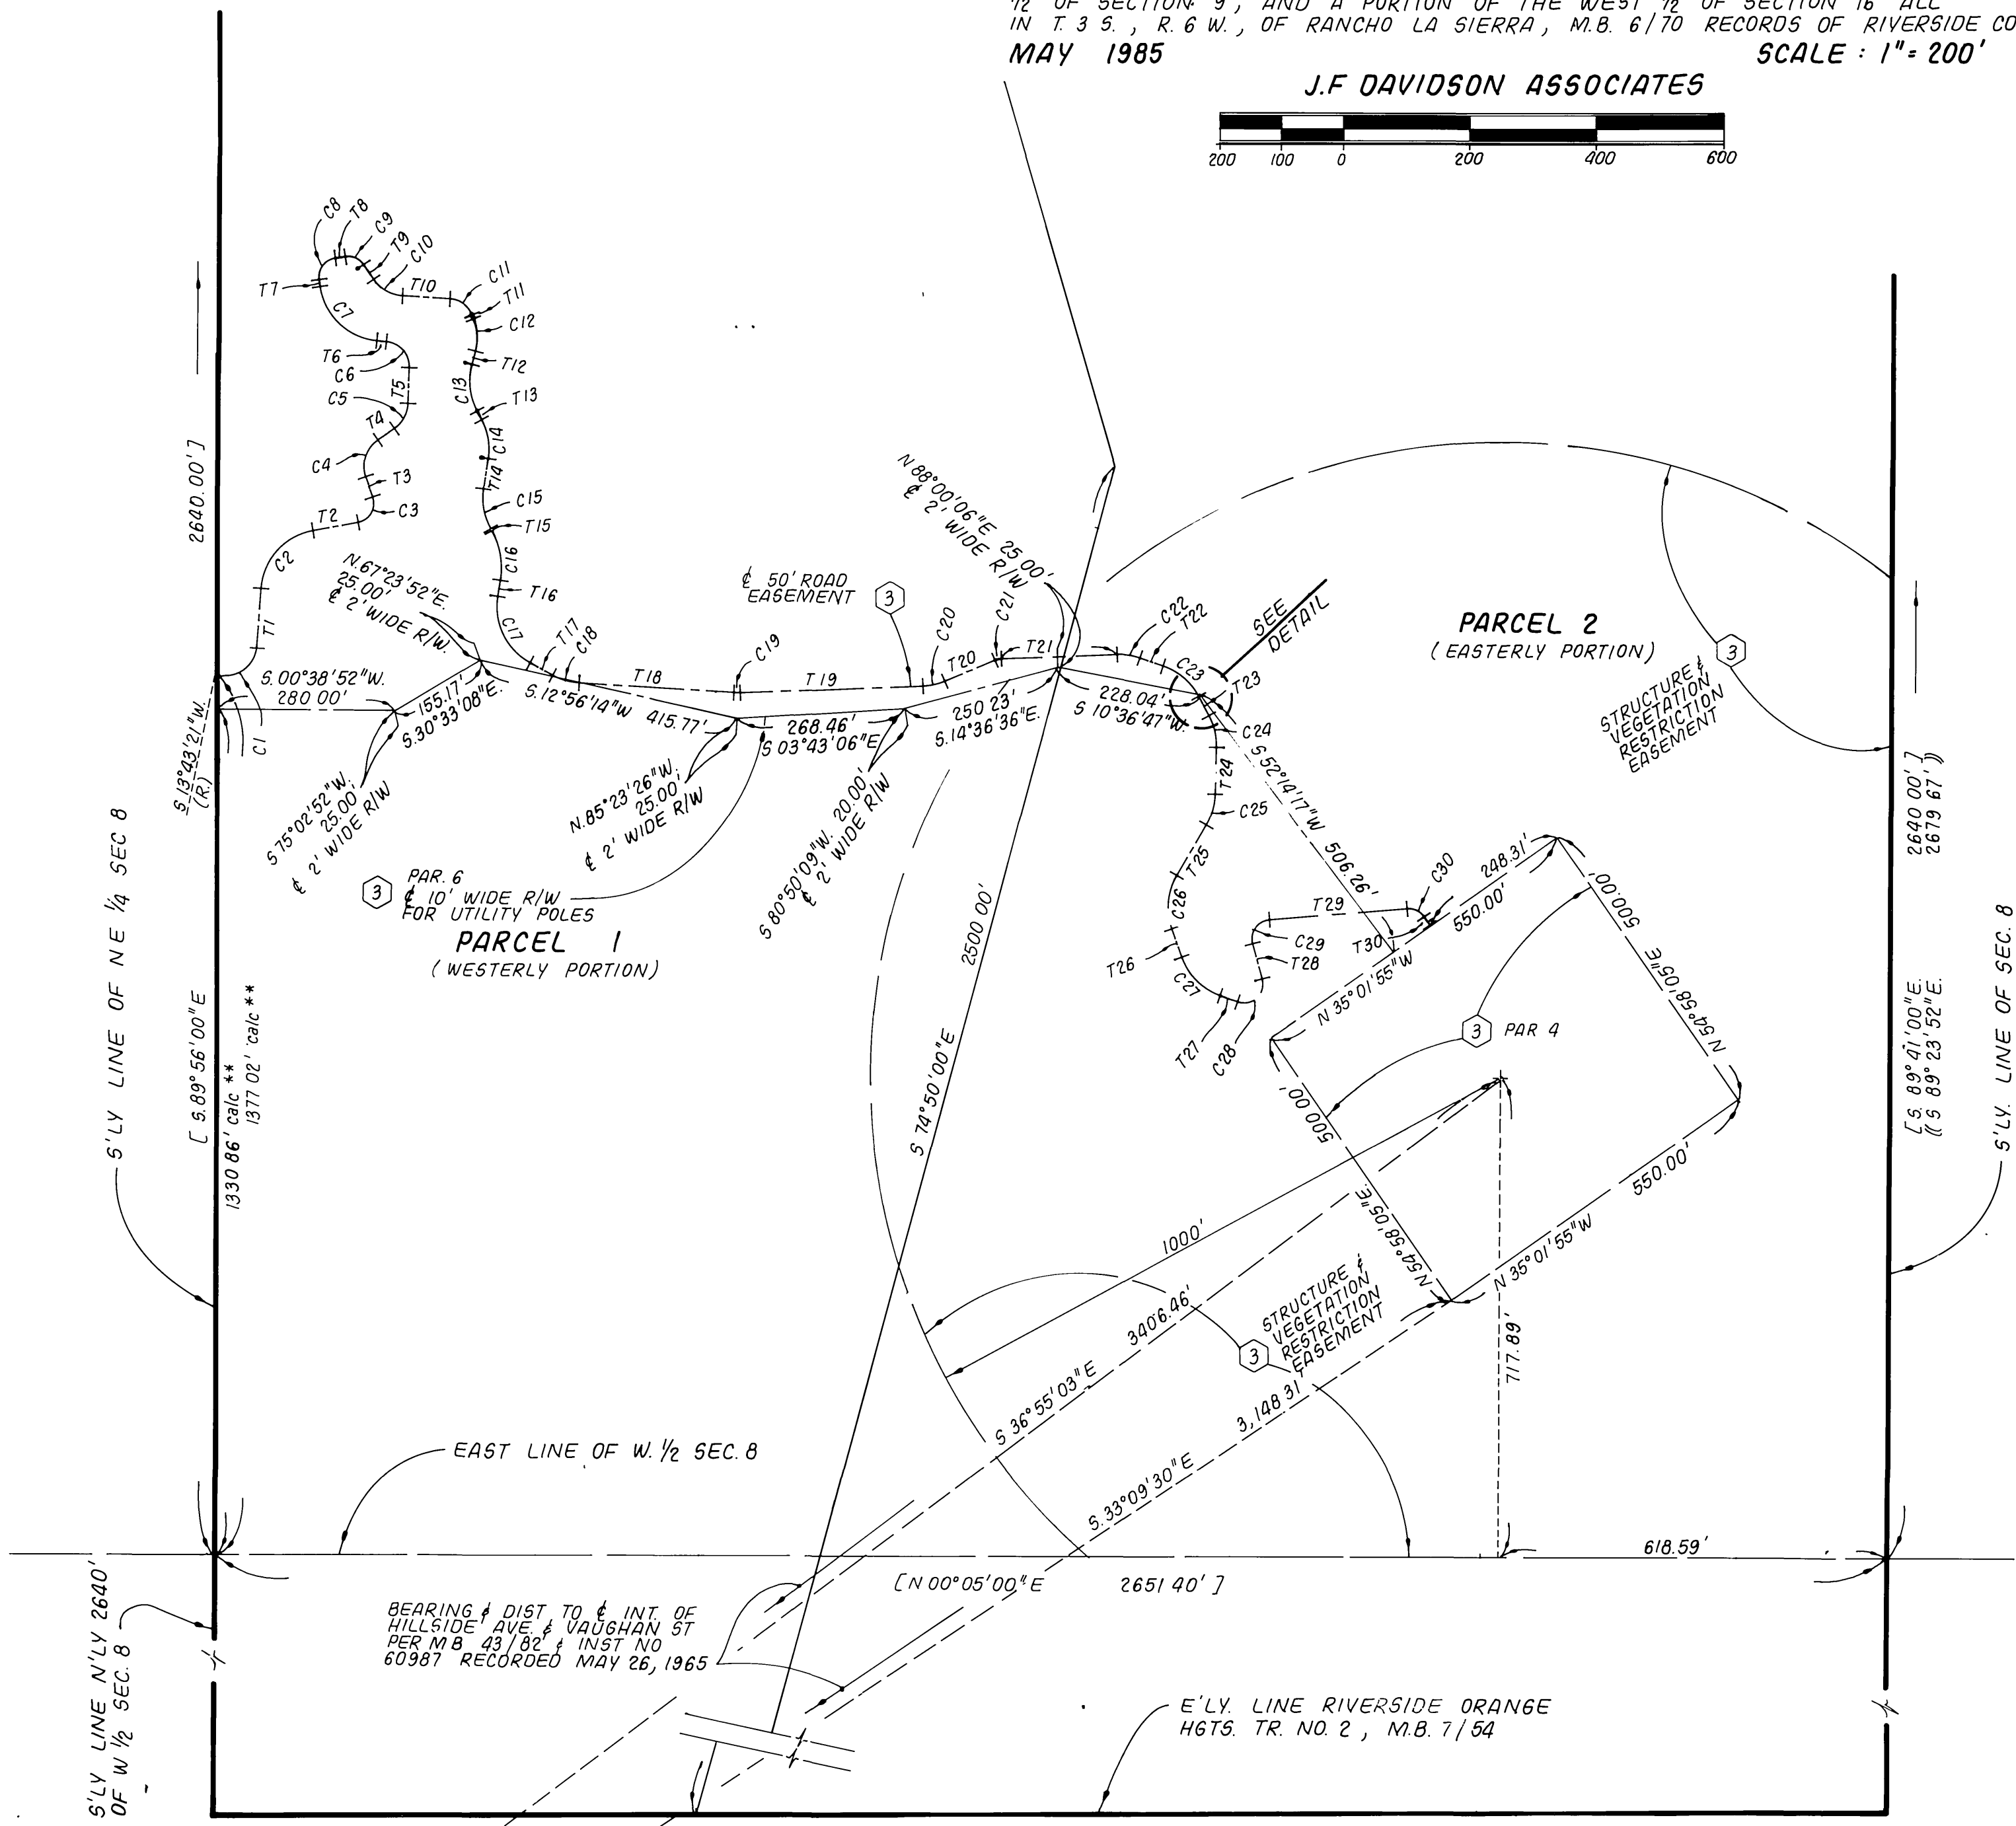 ½ OF SECTION 9, AND A PORTION OF THE WEST ½ OF SECTION 16 ALL
IN T. 3 S., R. 6 W., OF RANCHO LA SIERRA, M.B. 6/70 RECORDS OF RIVERSIDE CO
MAY 1985
SCALE : 1"= 200'
J.F DAVIDSON ASSOCIATES
200 100 0 200 400 600
C8
T8
C9
T9
C10
T10
C11
T11
C12
T7
C7
T6
C6
T12
C13
T5
C5
T13
T4
C14
C4
T14
T3
C15
C3
T15
T2
C2
C16
T16
C17
T17
C18
T1
C1
T18
C19
T19
C20
T20
C21
T21
C22
T22
C23
T23
C24
T24
C25
T25
C26
T26
C27
T27
C28
T28
C29
T29
C30
T30
2640.00' ]
N.67°23'52"E.
25.00'
℄ 2' WIDE R/W.
℄ 50' ROAD
EASEMENT
3
N 88°00'06"E 25.00'
℄ 2' WIDE R/W
SEE
DETAIL
PARCEL 2
( EASTERLY PORTION )
3
STRUCTURE &
VEGETATION
RESTRICTION
EASEMENT
S.00°38'52"W.
280 00'
155.17'
S.30°33'08"E.
S.12°56'14"W 415.77'
268.46'
S 03°43'06"E
250 23'
S.14°36'36"E.
228.04'
S 10°36'47"W.
S 52°14'17"W 506.26'
S.13°43'21"W.
(R.)
S 75°02'52"W.
25.00'
℄ 2' WIDE R/W
N.85°23'26"W.
25.00'
℄ 2' WIDE R/W
S 80°50'09"W. 20.00'
℄ 2' WIDE R/W
3
PAR. 6
℄ 10' WIDE R/W
FOR UTILITY POLES
PARCEL 1
( WESTERLY PORTION )
2500 00'
S 74°50'00"E
248.31'
550.00'
N 35°01'55"W
500.00'
N 54°58'05"E
3 PAR 4
500 00'
N54°58'05"E.
550.00'
N 35°01'55"W
2640 00' ]
2679 67' ))
[ S. 89°41'00"E.
(( S 89°23'52"E.
S'LY. LINE OF SEC. 8
S'LY LINE OF NE ¼ SEC 8
[ S.89°56'00"E
1330 86' calc **
1377 02' calc **
1000'
3406.46'
S 36°55'03"E
STRUCTURE &
VEGETATION
RESTRICTION
EASEMENT
3
3,148 31'
S.33°09'30"E
717.89'
618.59'
EAST LINE OF W. ½ SEC. 8
[ N 00°05'00"E 2651 40' ]
BEARING & DIST. TO ℄ INT. OF
HILLSIDE AVE. & VAUGHAN ST
PER M B 43/82 & INST NO
60987 RECORDED MAY 26, 1965
S'LY LINE N'LY 2640'
OF W ½ SEC. 8
E'LY. LINE RIVERSIDE ORANGE
HGTS. TR. NO. 2 , M.B. 7/54